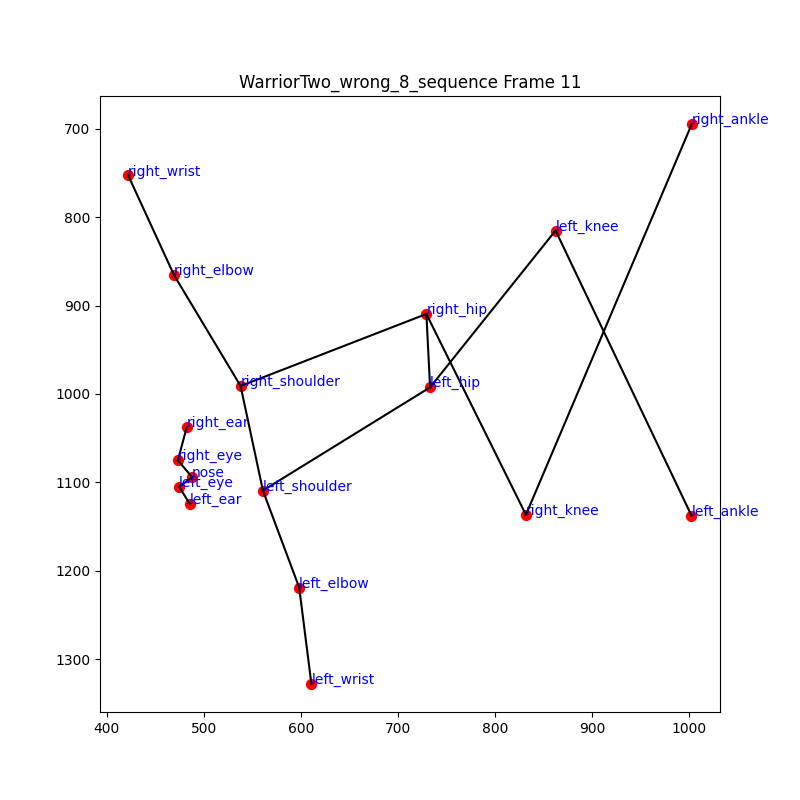 WarriorTwo_wrong_8_sequence Frame 11
right_ankle
700
right_wrist
800
left_knee
right_elbow
900
right_hip
right_shoulder
left_hip
1000
right_ear
right_eye
nose
left_eye
1100
left_shoulder
left_ear
right_knee
left_ankle
1200
left_elbow
1300
left_wrist
400 500 600 700 800 900 1000